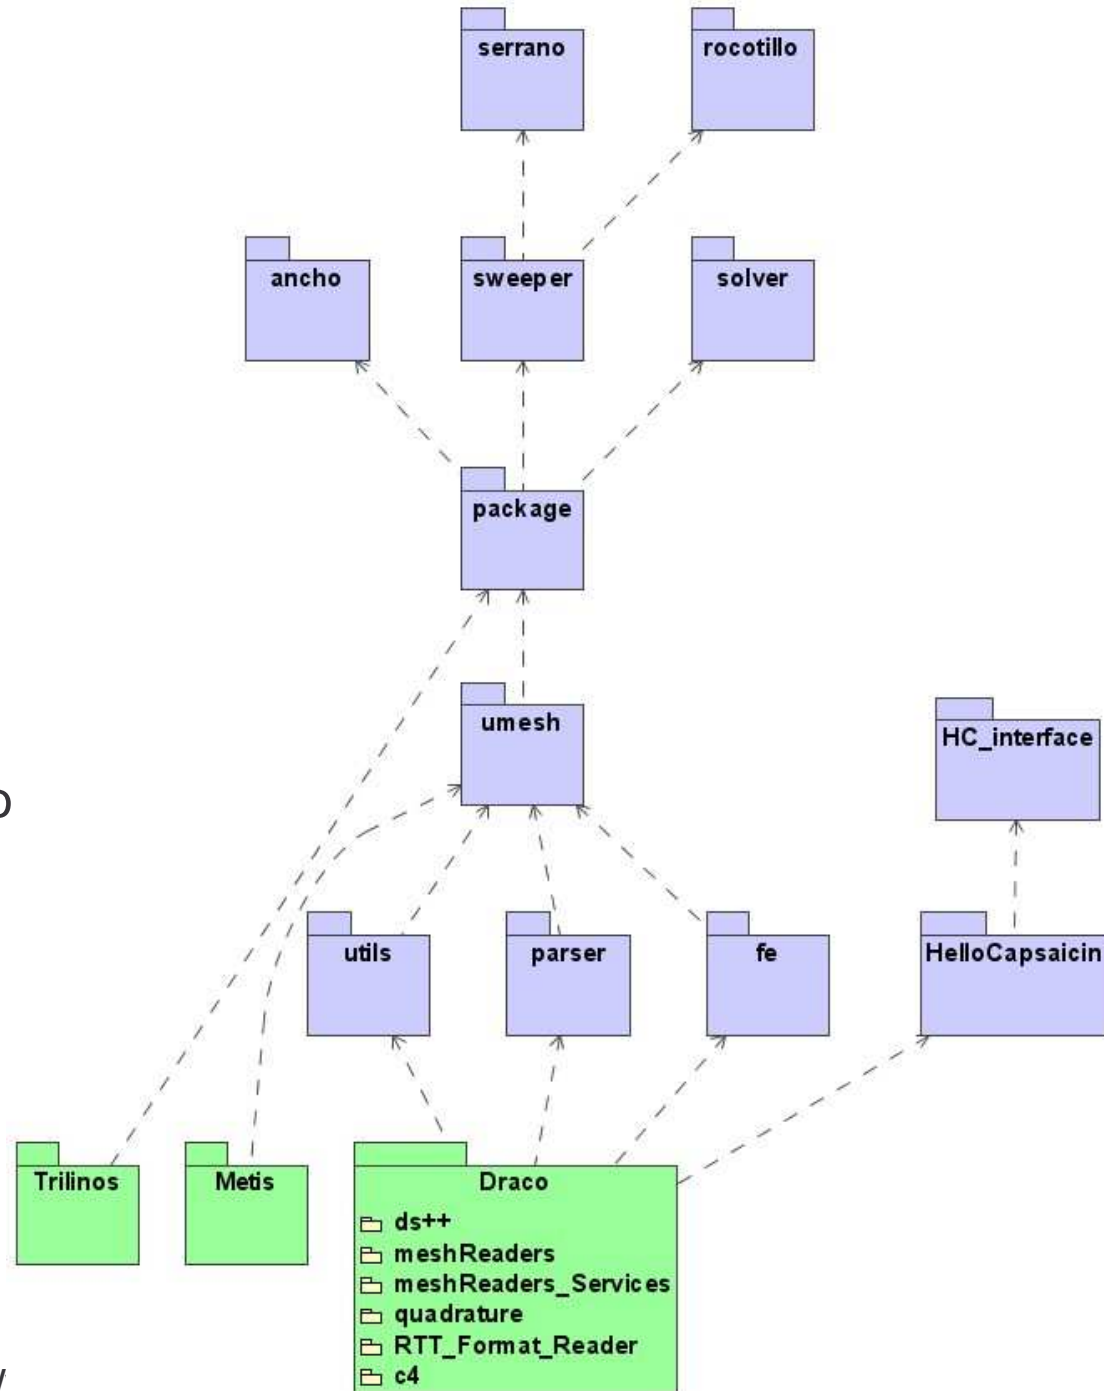 serrano
rocotillo
ancho
sweeper
solver
package
umesh
HC_interface
utils
parser
fe
HelloCapsaicin
Trilinos
Metis
Draco
ds++
meshReaders
meshReaders_Services
quadrature
RTT_Format_Reader
c4